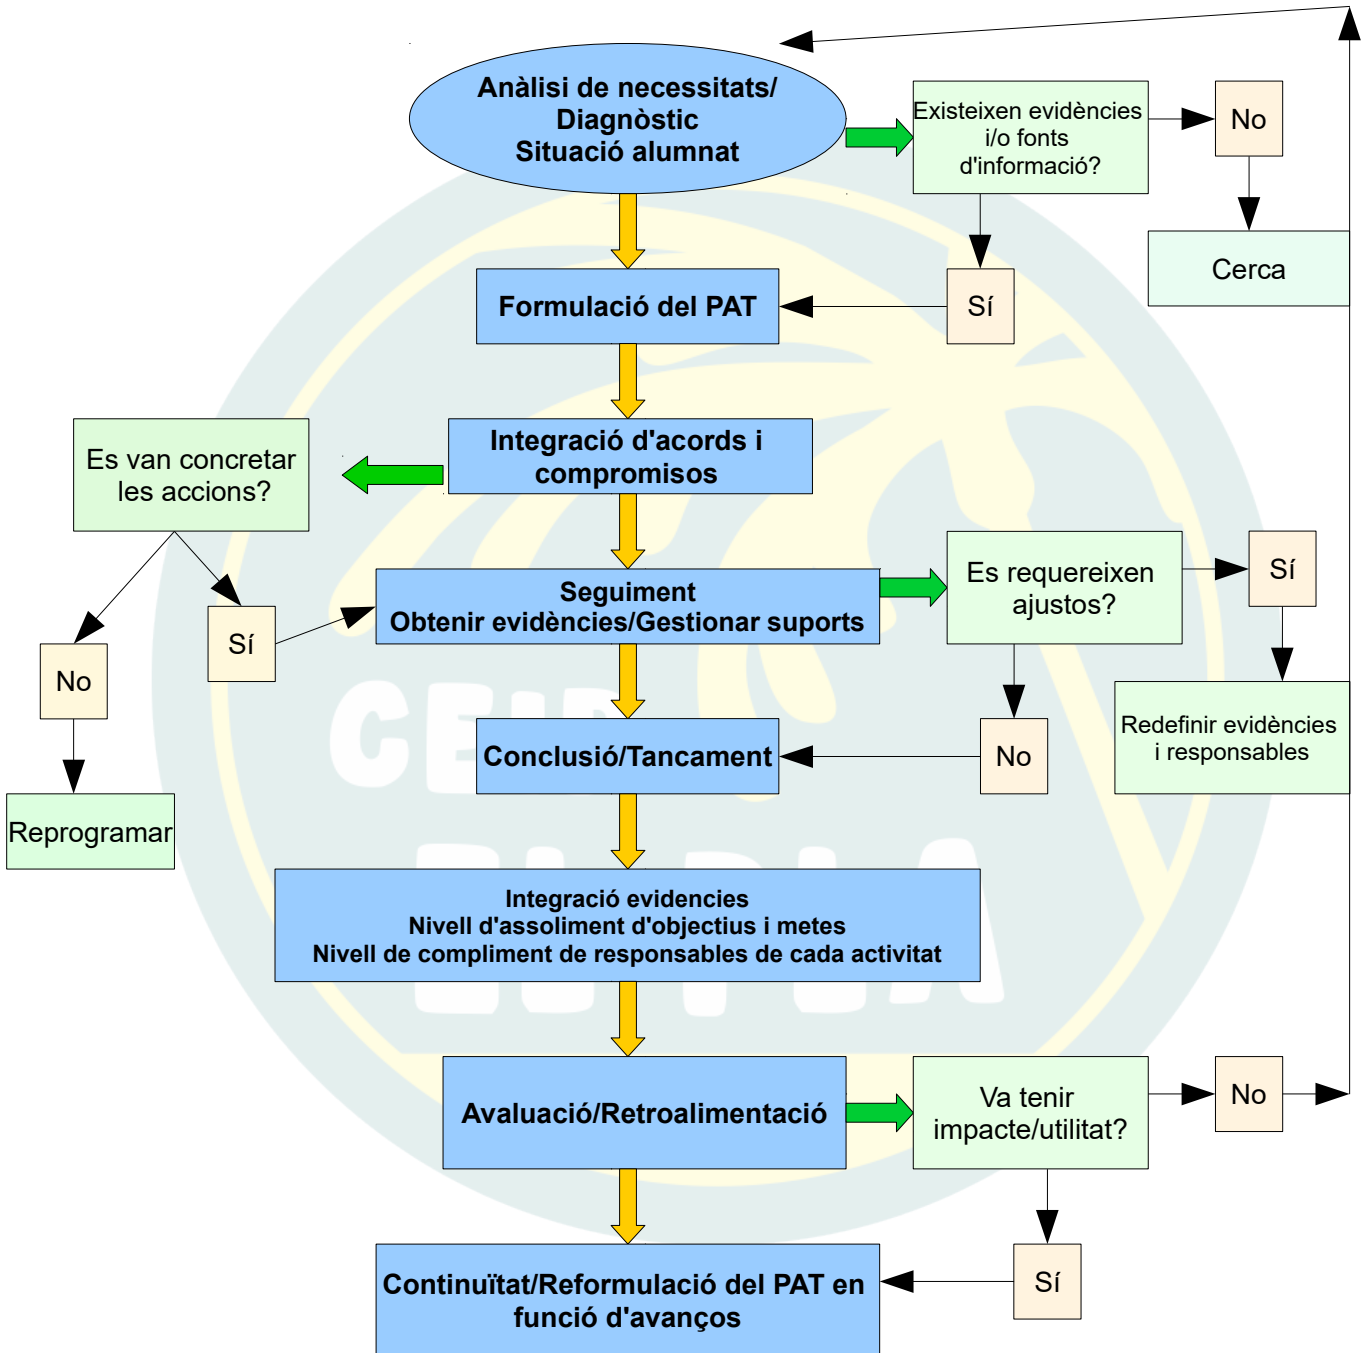 Anàlisi de necessitats/
Diagnòstic
Situació alumnat
Existeixen evidències
i/o fonts
d'informació?
No
Cerca
Sí
Formulació del PAT
Integració d'acords i
compromisos
Es van concretar
les accions?
No
Sí
Reprogramar
Seguiment
Obtenir evidències/Gestionar suports
Es requereixen
ajustos?
Sí
Redefinir evidències
i responsables
No
Conclusió/Tancament
CEIP
EL PLA
Integració evidencies
Nivell d'assoliment d'objectius i metes
Nivell de compliment de responsables de cada activitat
Avaluació/Retroalimentació
Va tenir
impacte/utilitat?
No
Sí
Continuïtat/Reformulació del PAT en
funció d'avanços